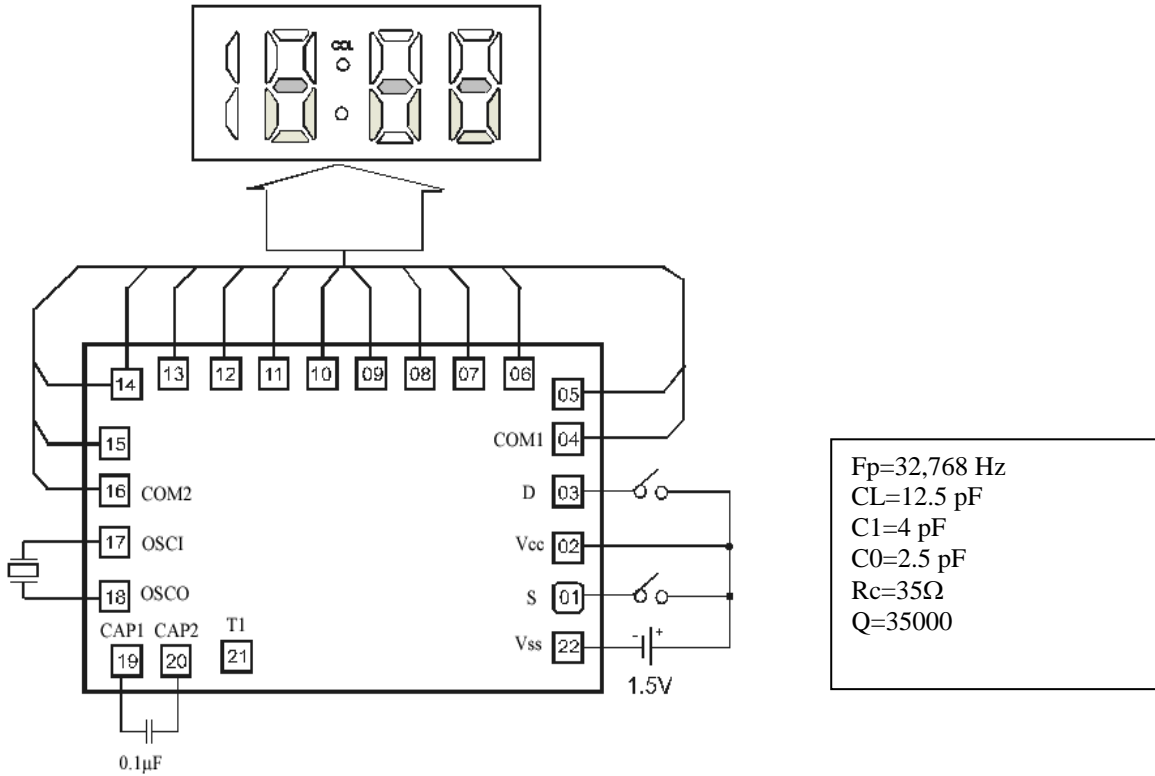 COL
14
13
12
11
10
09
08
07
06
05
15
COM1
04
16
COM2
D
03
17
OSCI
Vcc
02
18
OSCO
S
01
CAP1
CAP2
T1
19
20
21
Vss
22
- +
1.5V
0.1µF
Fp=32,768 Hz
CL=12.5 pF
C1=4 pF
C0=2.5 pF
Rc=35Ω
Q=35000